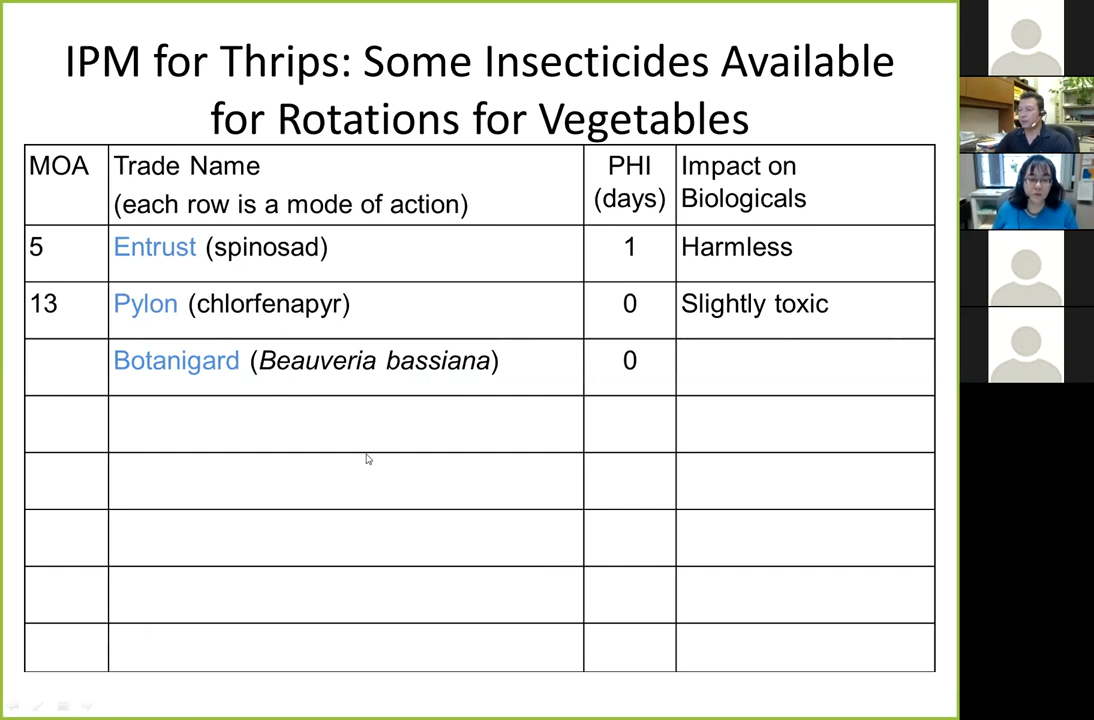 IPM for Thrips: Some Insecticides Available
for Rotations for Vegetables
MOA Trade Name PHI Impact on
(each row is a mode of action) (days) Biologicals
5 Entrust (spinosad) 1 Harmless
13 Pylon (chlorfenapyr) 0 Slightly toxic
Botanigard (Beauveria bassiana) 0